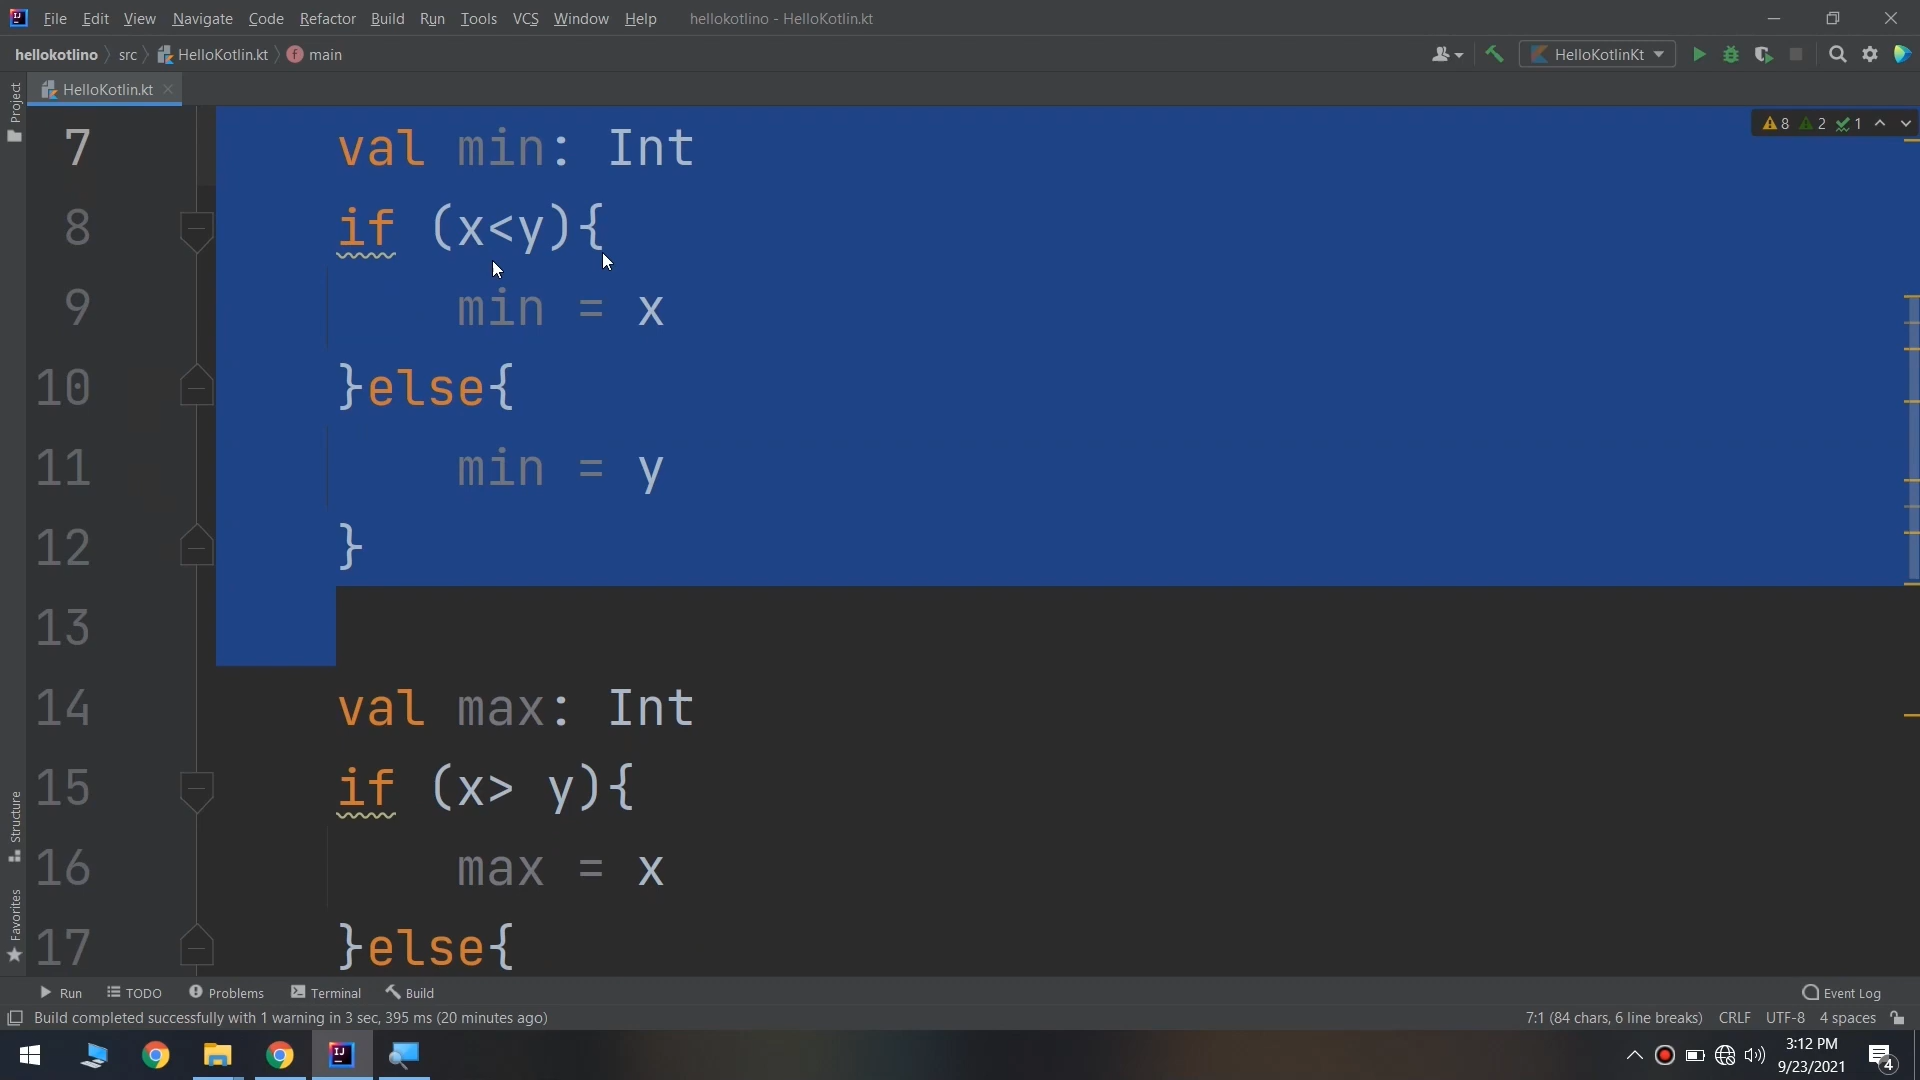 File Edit View Navigate Code Refactor Build Run Tools VCS Window Help hellokotlino - HelloKotlin.kt
hellokotlino src HelloKotlin.kt main HelloKotlinKt
Project
HelloKotlin.kt
8 2 1
7 val min: Int
8 if (x<y){
9 min = x
10 }else{
11 min = y
12 }
13
14 val max: Int
15 if (x> y){
16 max = x
17 }else{
Structure
Favorites
Run TODO Problems Terminal Build Event Log
Build completed successfully with 1 warning in 3 sec, 395 ms (20 minutes ago) 7:1 (84 chars, 6 line breaks) CRLF UTF-8 4 spaces
3:12 PM
9/23/2021
4